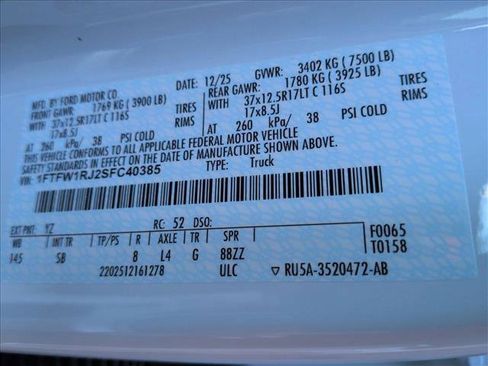 MFD. BY FORD MOTOR CO. DATE: 12/25 GVWR: 3402 KG ( 7500 LB)
FRONT GAWR: 1769 KG ( 3900 LB) REAR GAWR: 1780 KG ( 3925 LB)
WITH 37x12.5R17LT C 116S TIRES WITH 37x12.5R17LT C 116S TIRES
17x8.5J RIMS 17x8.5J RIMS
AT 260 kPa/ 38 PSI COLD AT 260 kPa/ 38 PSI COLD
THIS VEHICLE CONFORMS TO ALL APPLICABLE FEDERAL MOTOR VEHICLE
SAFETY STANDARDS IN EFFECT ON THE DATE OF MANUFACTURE SHOWN ABOVE.
VIN: 1FTFW1RJ2SFC40385 TYPE: Truck
EXT PNT: YZ RC: 52 DSO: F0065
WB INT TR TP/PS R AXLE TR SPR T0158
145 SB 8 L4 G 88ZZ
2202512161278 ULC ▽ RU5A-3520472-AB